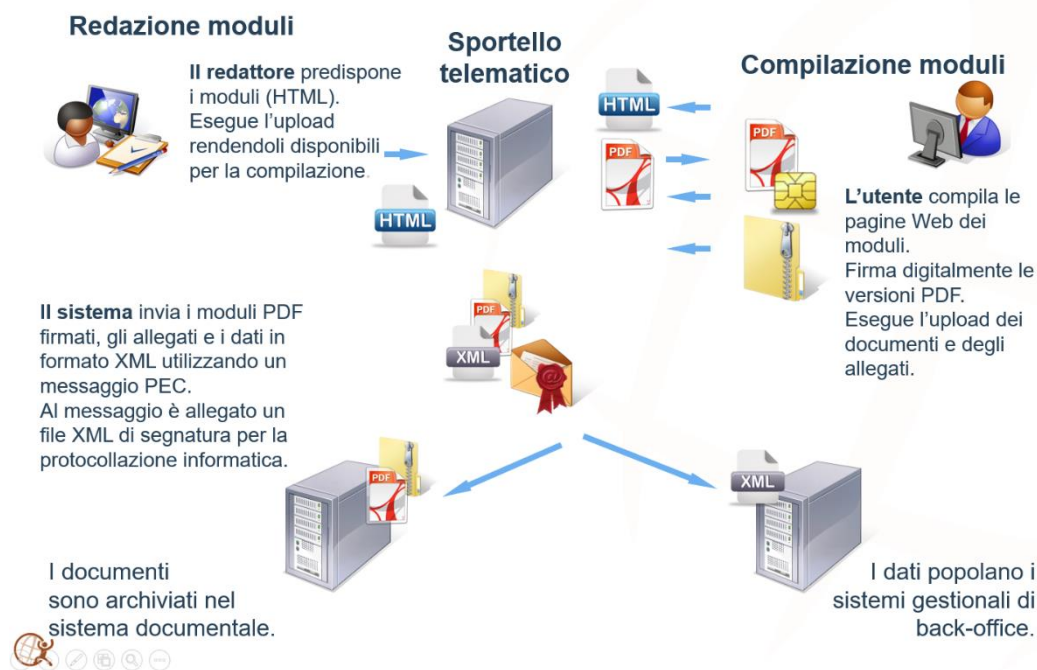 Redazione moduli
Il redattore predispone
i moduli (HTML).
Esegue l'upload
rendendoli disponibili
per la compilazione.
HTML
Sportello
telematico
HTML
PDF
Compilazione moduli
PDF
L'utente compila le
pagine Web dei
moduli.
Firma digitalmente le
versioni PDF.
Esegue l'upload dei
documenti e degli
allegati.
Il sistema invia i moduli PDF
firmati, gli allegati e i dati in
formato XML utilizzando un
messaggio PEC.
Al messaggio è allegato un
file XML di segnatura per la
protocollazione informatica.
PDF
XML
@
PDF
I documenti
sono archiviati nel
sistema documentale.
XML
I dati popolano i
sistemi gestionali di
back-office.